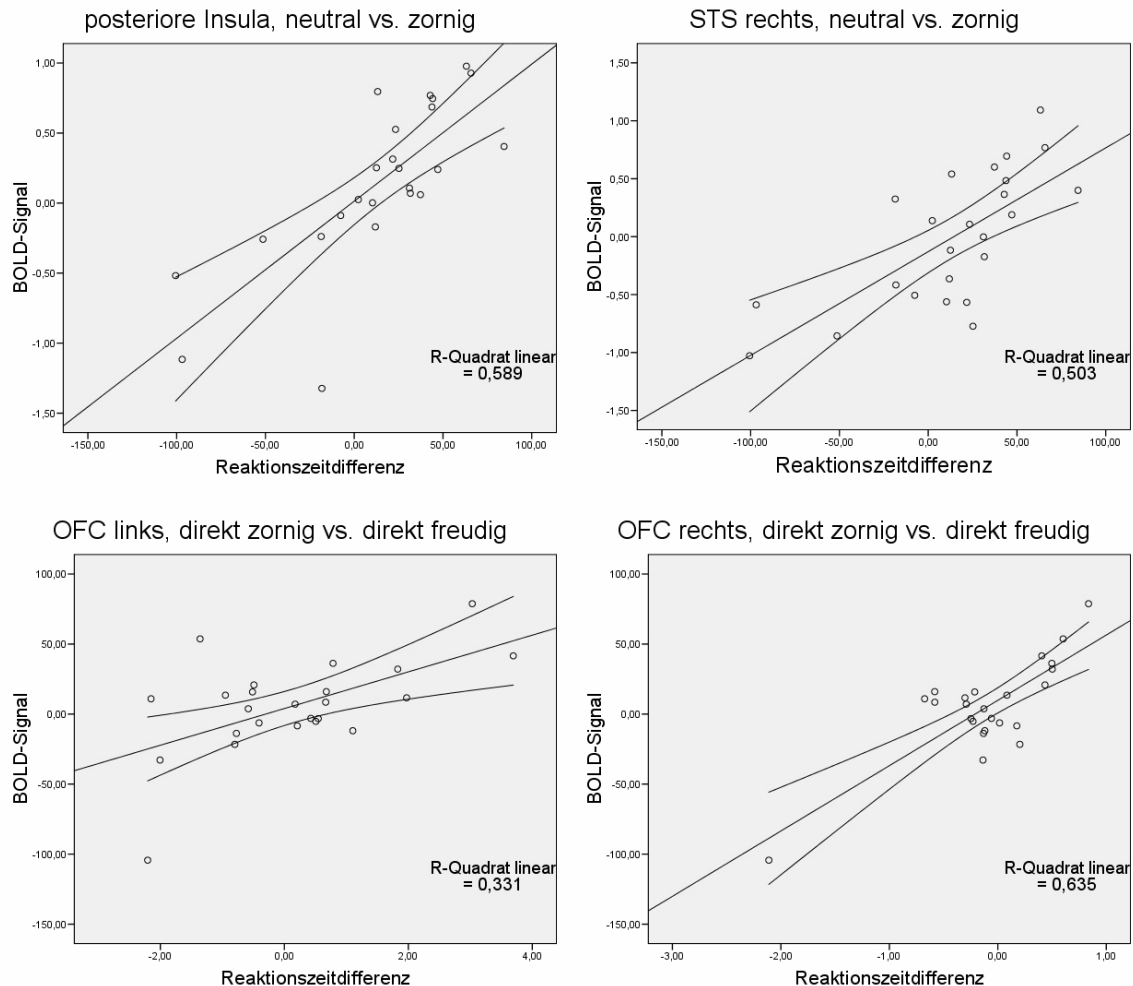 posteriore Insula, neutral vs. zornig
1,00
0,50
0,00
-0,50
-1,00
-1,50
BOLD-Signal
R-Quadrat linear
= 0,589
-150,00 -100,00 -50,00 0,00 50,00 100,00
Reaktionszeitdifferenz
STS rechts, neutral vs. zornig
1,50
1,00
0,50
0,00
-0,50
-1,00
-1,50
BOLD-Signal
R-Quadrat linear
= 0,503
-150,00 -100,00 -50,00 0,00 50,00 100,00
Reaktionszeitdifferenz
OFC links, direkt zornig vs. direkt freudig
100,00
50,00
0,00
-50,00
-100,00
-150,00
BOLD-Signal
R-Quadrat linear
= 0,331
-2,00 0,00 2,00 4,00
Reaktionszeitdifferenz
OFC rechts, direkt zornig vs. direkt freudig
100,00
50,00
0,00
-50,00
-100,00
-150,00
BOLD-Signal
R-Quadrat linear
= 0,635
-3,00 -2,00 -1,00 0,00 1,00
Reaktionszeitdifferenz